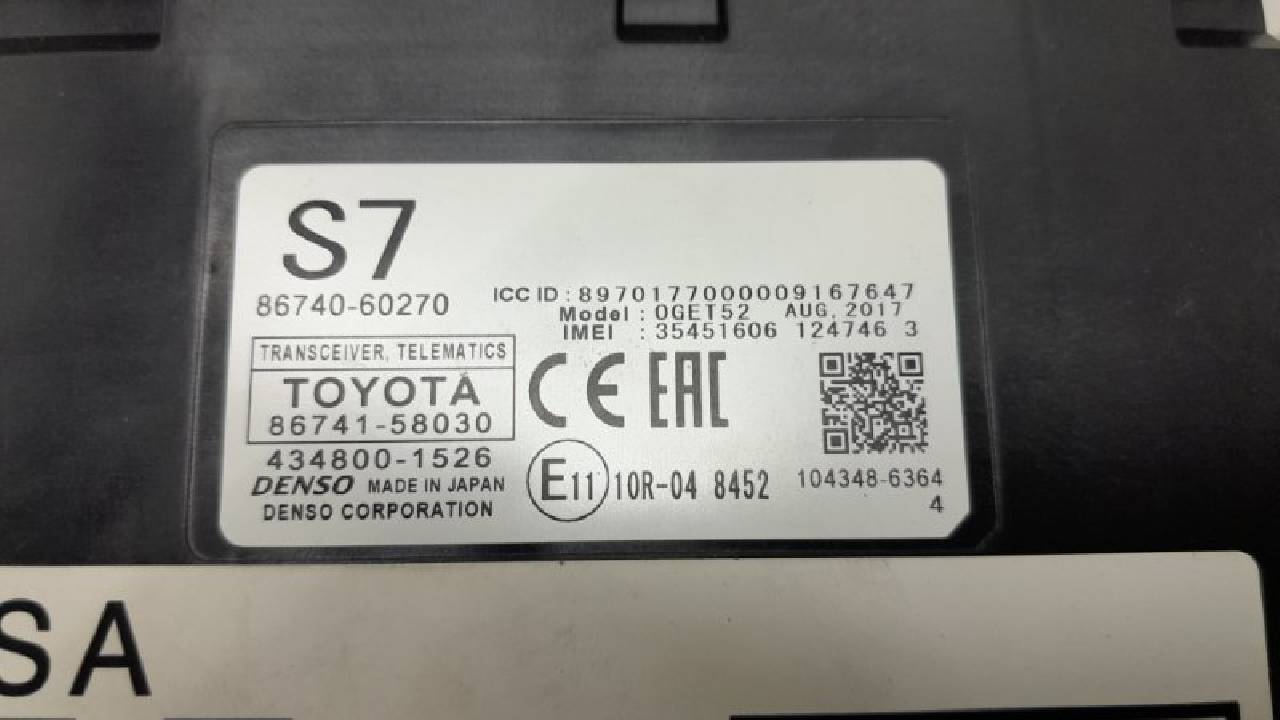 S7
86740-60270
ICC ID : 8970177000009167647
Model : 0GET52 AUG, 2017
IMEI : 35451606 124746 3
TRANSCEIVER, TELEMATICS
TOYOTA
86741-58030
434800-1526
DENSO MADE IN JAPAN
DENSO CORPORATION
CE EAC
E11 10R-04 8452
104348-6364
4
SA